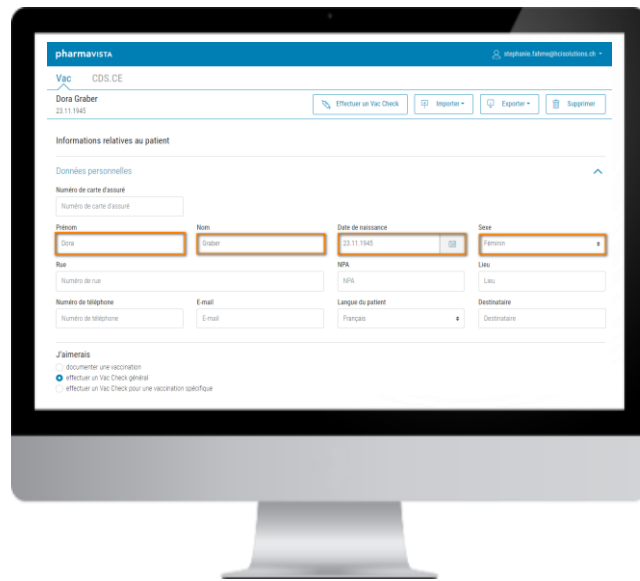 pharmaVISTA stephanie.fahrne@hcisolutions.ch
Vac CDS.CE
Dora Graber
23.11.1945
Effectuer un Vac Check Importer Exporter Supprimer
Informations relatives au patient
Données personnelles
Numéro de carte d'assuré
Numéro de carte d'assuré
Prénom Nom Date de naissance Sexe
Dora Graber 23.11.1945 Féminin
Rue NPA Lieu
Numéro de rue NPA Lieu
Numéro de téléphone E-mail Langue du patient Destinataire
Numéro de téléphone E-mail Français Destinataire
J'aimerais
documenter une vaccination
effectuer un Vac Check général
effectuer un Vac Check pour une vaccination spécifique